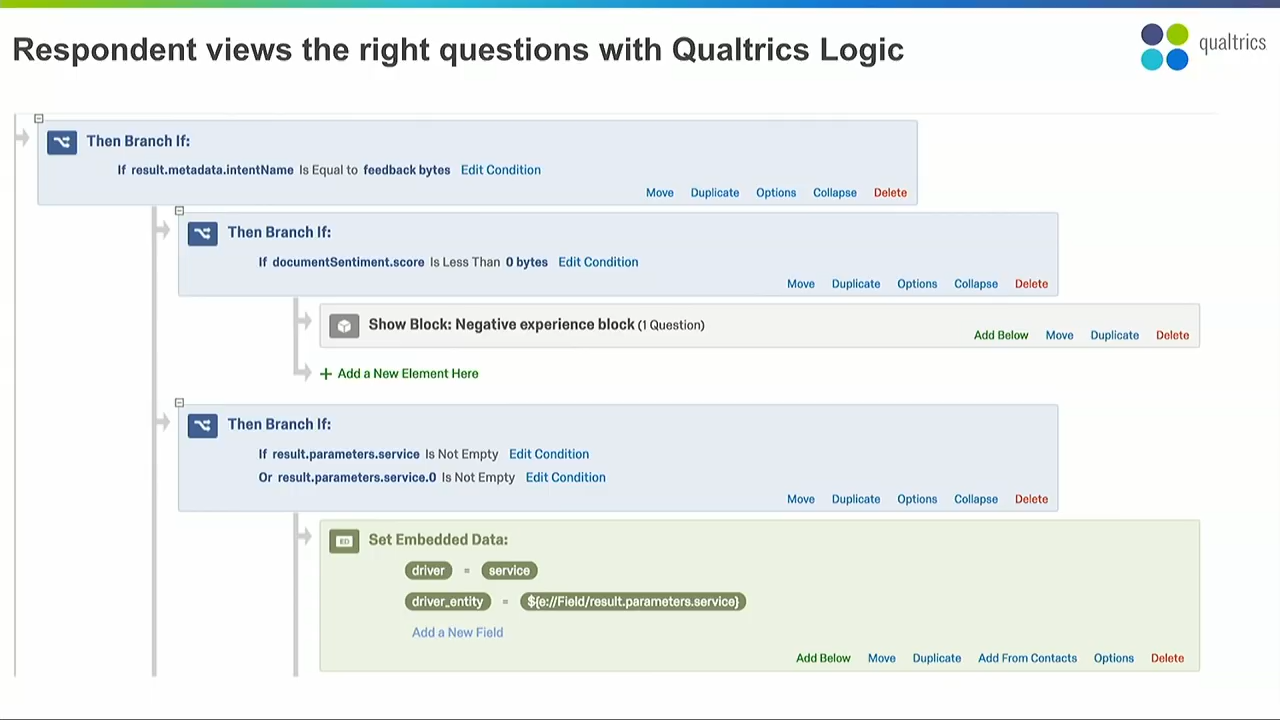 Respondent views the right questions with Qualtrics Logic
qualtrics
Then Branch If:
If result.metadata.intentName Is Equal to feedback bytes Edit Condition
Move Duplicate Options Collapse Delete
Then Branch If:
If documentSentiment.score Is Less Than 0 bytes Edit Condition
Move Duplicate Options Collapse Delete
Show Block: Negative experience block (1 Question)
Add Below Move Duplicate Delete
+ Add a New Element Here
Then Branch If:
If result.parameters.service Is Not Empty Edit Condition
Or result.parameters.service.0 Is Not Empty Edit Condition
Move Duplicate Options Collapse Delete
ED
Set Embedded Data:
driver = service
driver_entity = ${e://Field/result.parameters.service}
Add a New Field
Add Below Move Duplicate Add From Contacts Options Delete